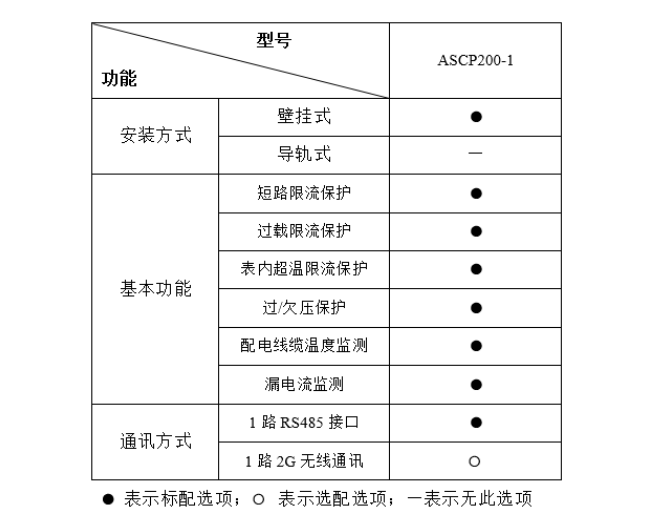 型号
功能
ASCP200-1
安装方式
壁挂式 ●
导轨式 —
基本功能
短路限流保护 ●
过载限流保护 ●
表内超温限流保护 ●
过/欠压保护 ●
配电线缆温度监测 ●
漏电流监测 ●
通讯方式
1 路 RS485 接口 ●
1 路 2G 无线通讯 ○
● 表示标配选项；○ 表示选配选项；—表示无此选项